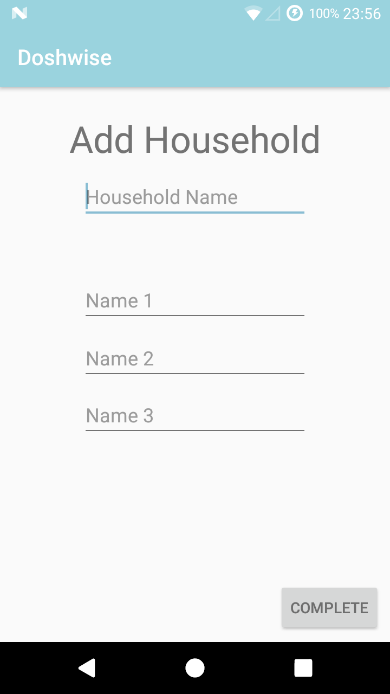 100% 23:56
Doshwise
Add Household
Household Name
Name 1
Name 2
Name 3
COMPLETE